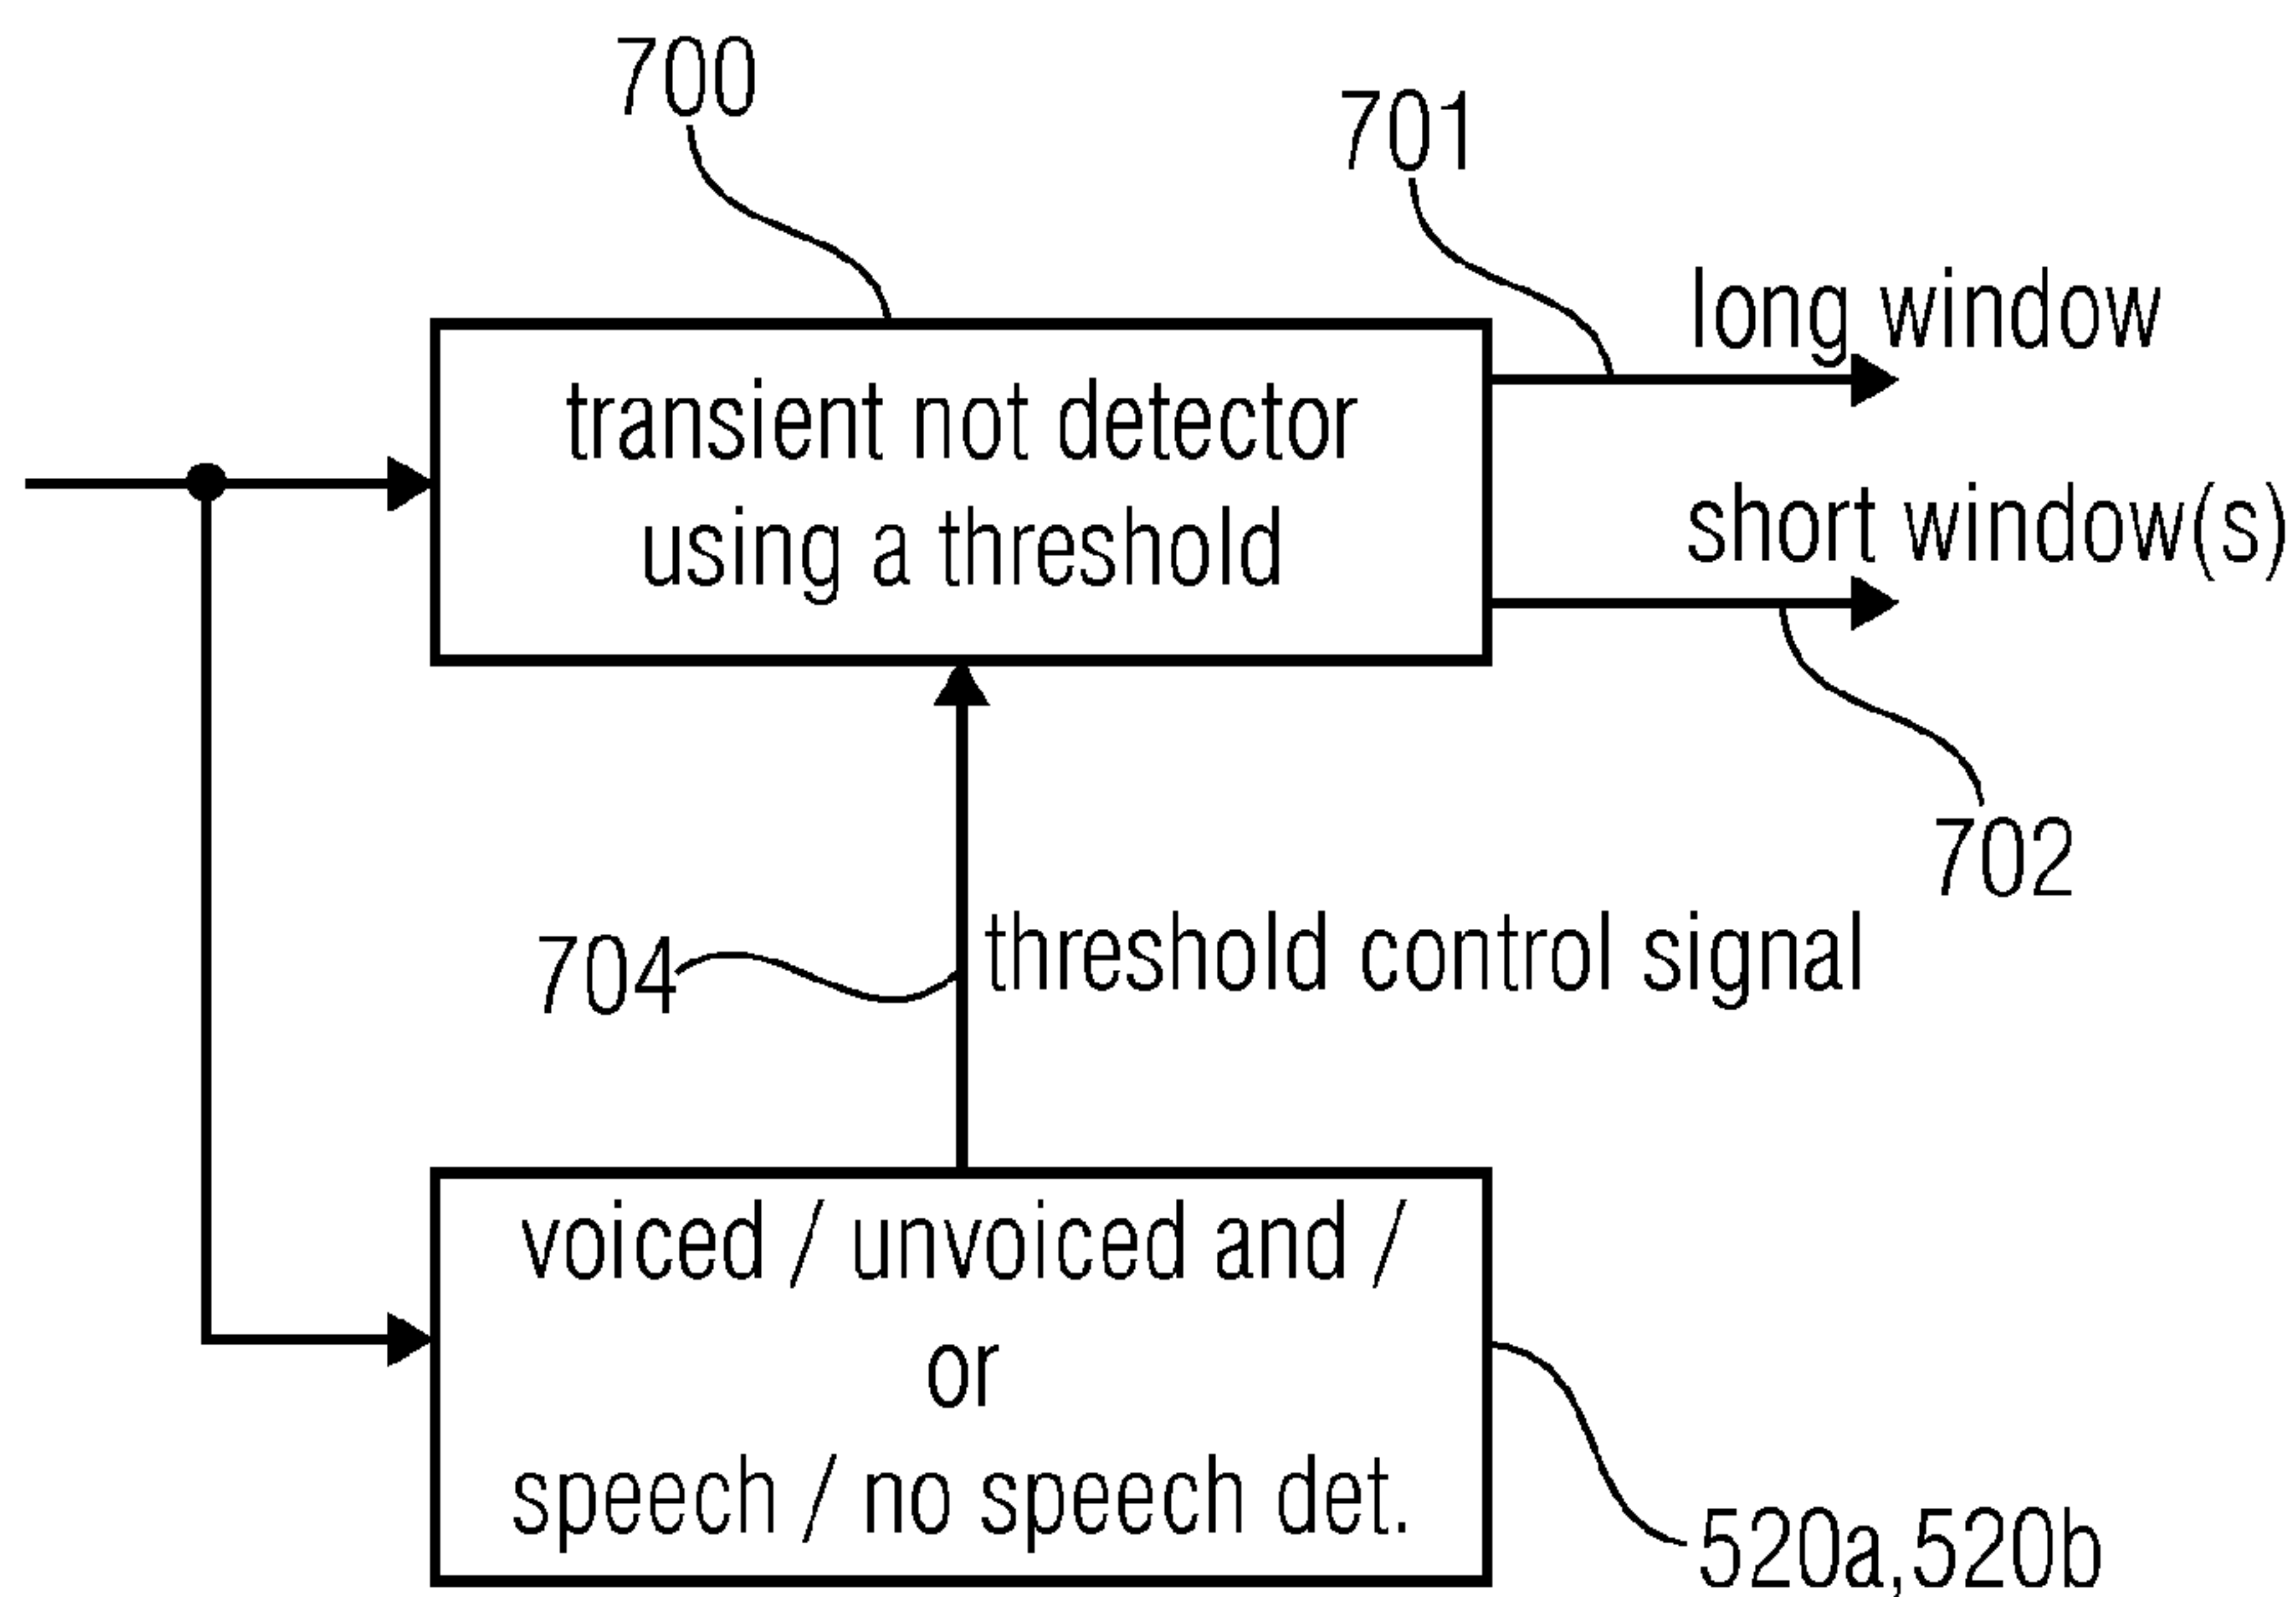 700
701
long window
transient not detector
using a threshold
short window(s)
702
704
threshold control signal
voiced / unvoiced and /
or
speech / no speech det.
520a,520b